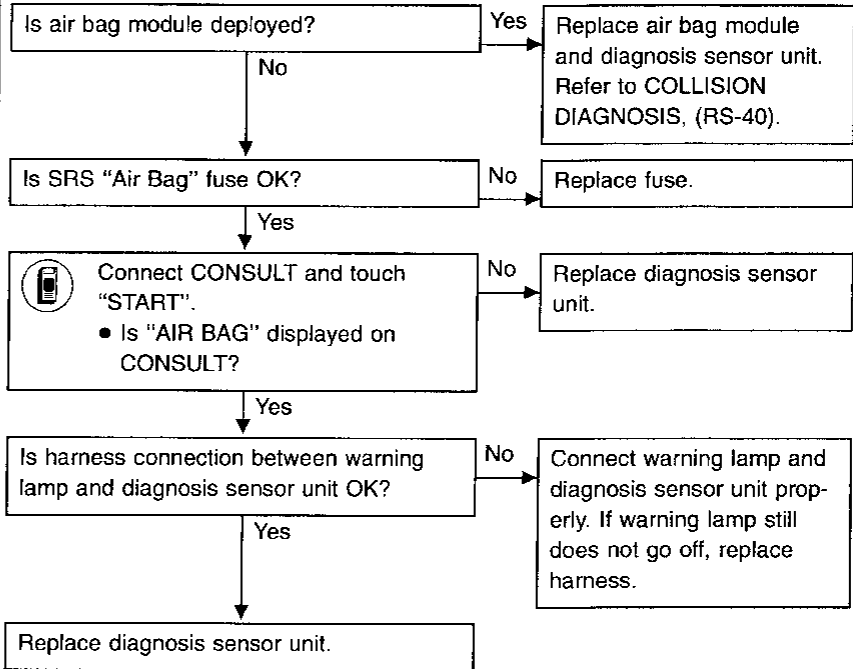 Is air bag module deployed?
Yes
Replace air bag module
and diagnosis sensor unit.
Refer to COLLISION
DIAGNOSIS, (RS-40).
No
Is SRS “Air Bag” fuse OK?
No
Replace fuse.
Yes
Connect CONSULT and touch
“START”.
● Is “AIR BAG” displayed on
CONSULT?
No
Replace diagnosis sensor
unit.
Yes
Is harness connection between warning
lamp and diagnosis sensor unit OK?
No
Connect warning lamp and
diagnosis sensor unit prop-
erly. If warning lamp still
does not go off, replace
harness.
Yes
Replace diagnosis sensor unit.